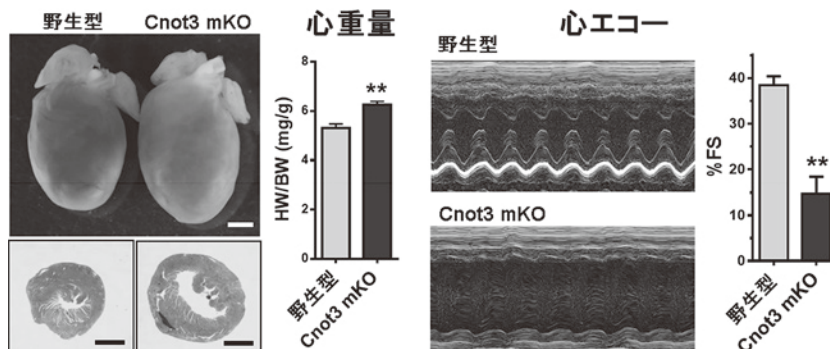 野生型 Cnot3 mKO
心重量
HW/BW (mg/g)
8
6
4
2
0
**
野生型
Cnot3 mKO
心エコー
野生型
Cnot3 mKO
%FS
40
30
20
15
10
0
**
野生型
Cnot3 mKO